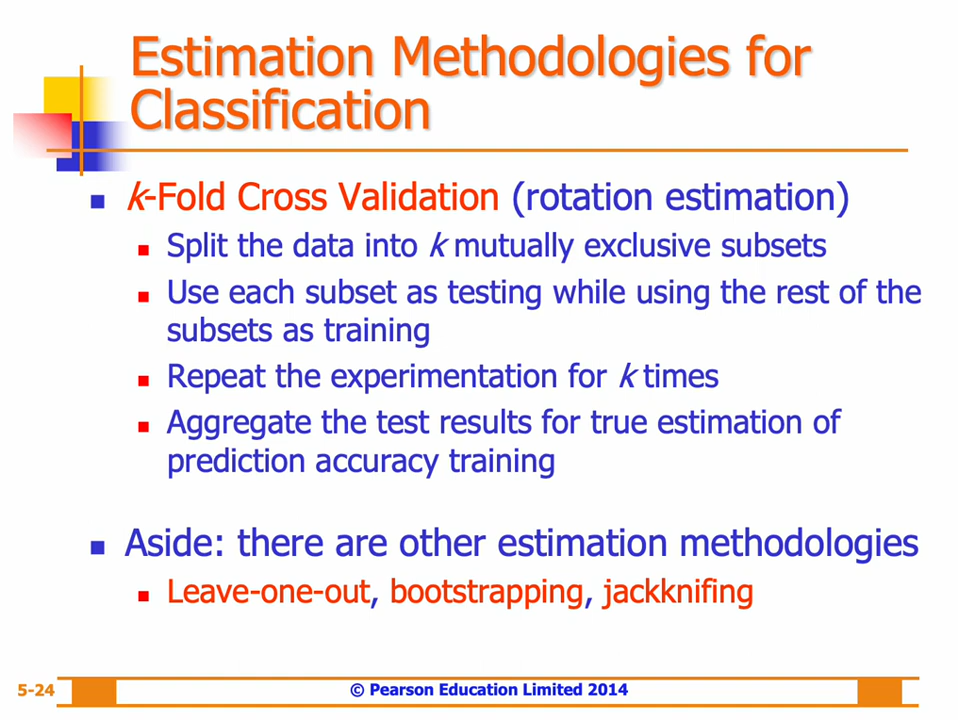 Estimation Methodologies for
Classification
k-Fold Cross Validation (rotation estimation)
Split the data into k mutually exclusive subsets
Use each subset as testing while using the rest of the
subsets as training
Repeat the experimentation for k times
Aggregate the test results for true estimation of
prediction accuracy training
Aside: there are other estimation methodologies
Leave-one-out, bootstrapping, jackknifing
5-24
© Pearson Education Limited 2014